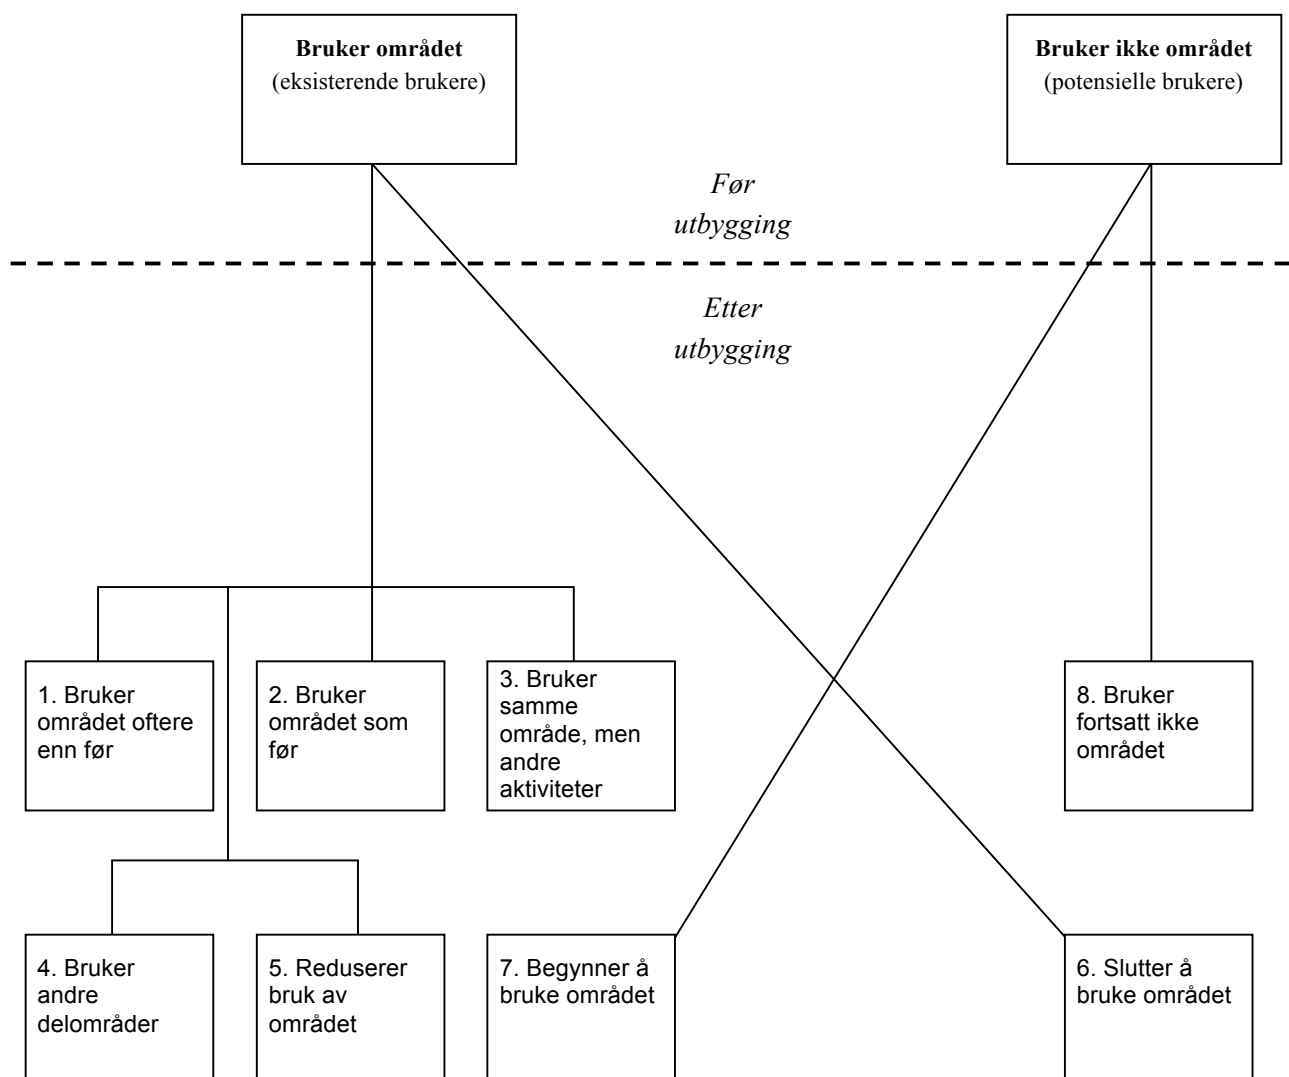 Bruker området
(eksisterende brukere)
Bruker ikke området
(potensielle brukere)
Før
utbygging
Etter
utbygging
1. Bruker
området oftere
enn før
2. Bruker
området som
før
3. Bruker
samme
område, men
andre
aktiviteter
8. Bruker
fortsatt ikke
området
4. Bruker
andre
delområder
5. Reduserer
bruk av
området
7. Begynner å
bruke området
6. Slutter å
bruke området